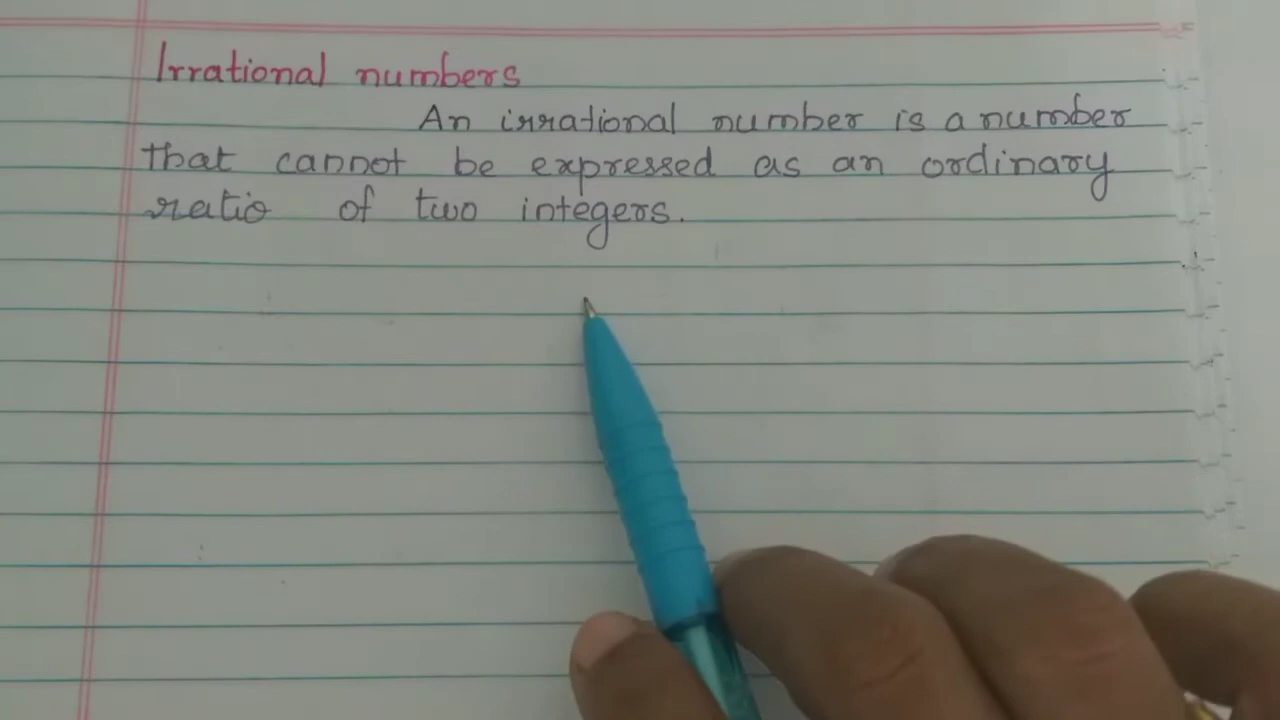 Irrational numbers
An irrational number is a number
that cannot be expressed as an ordinary
ratio of two integers.